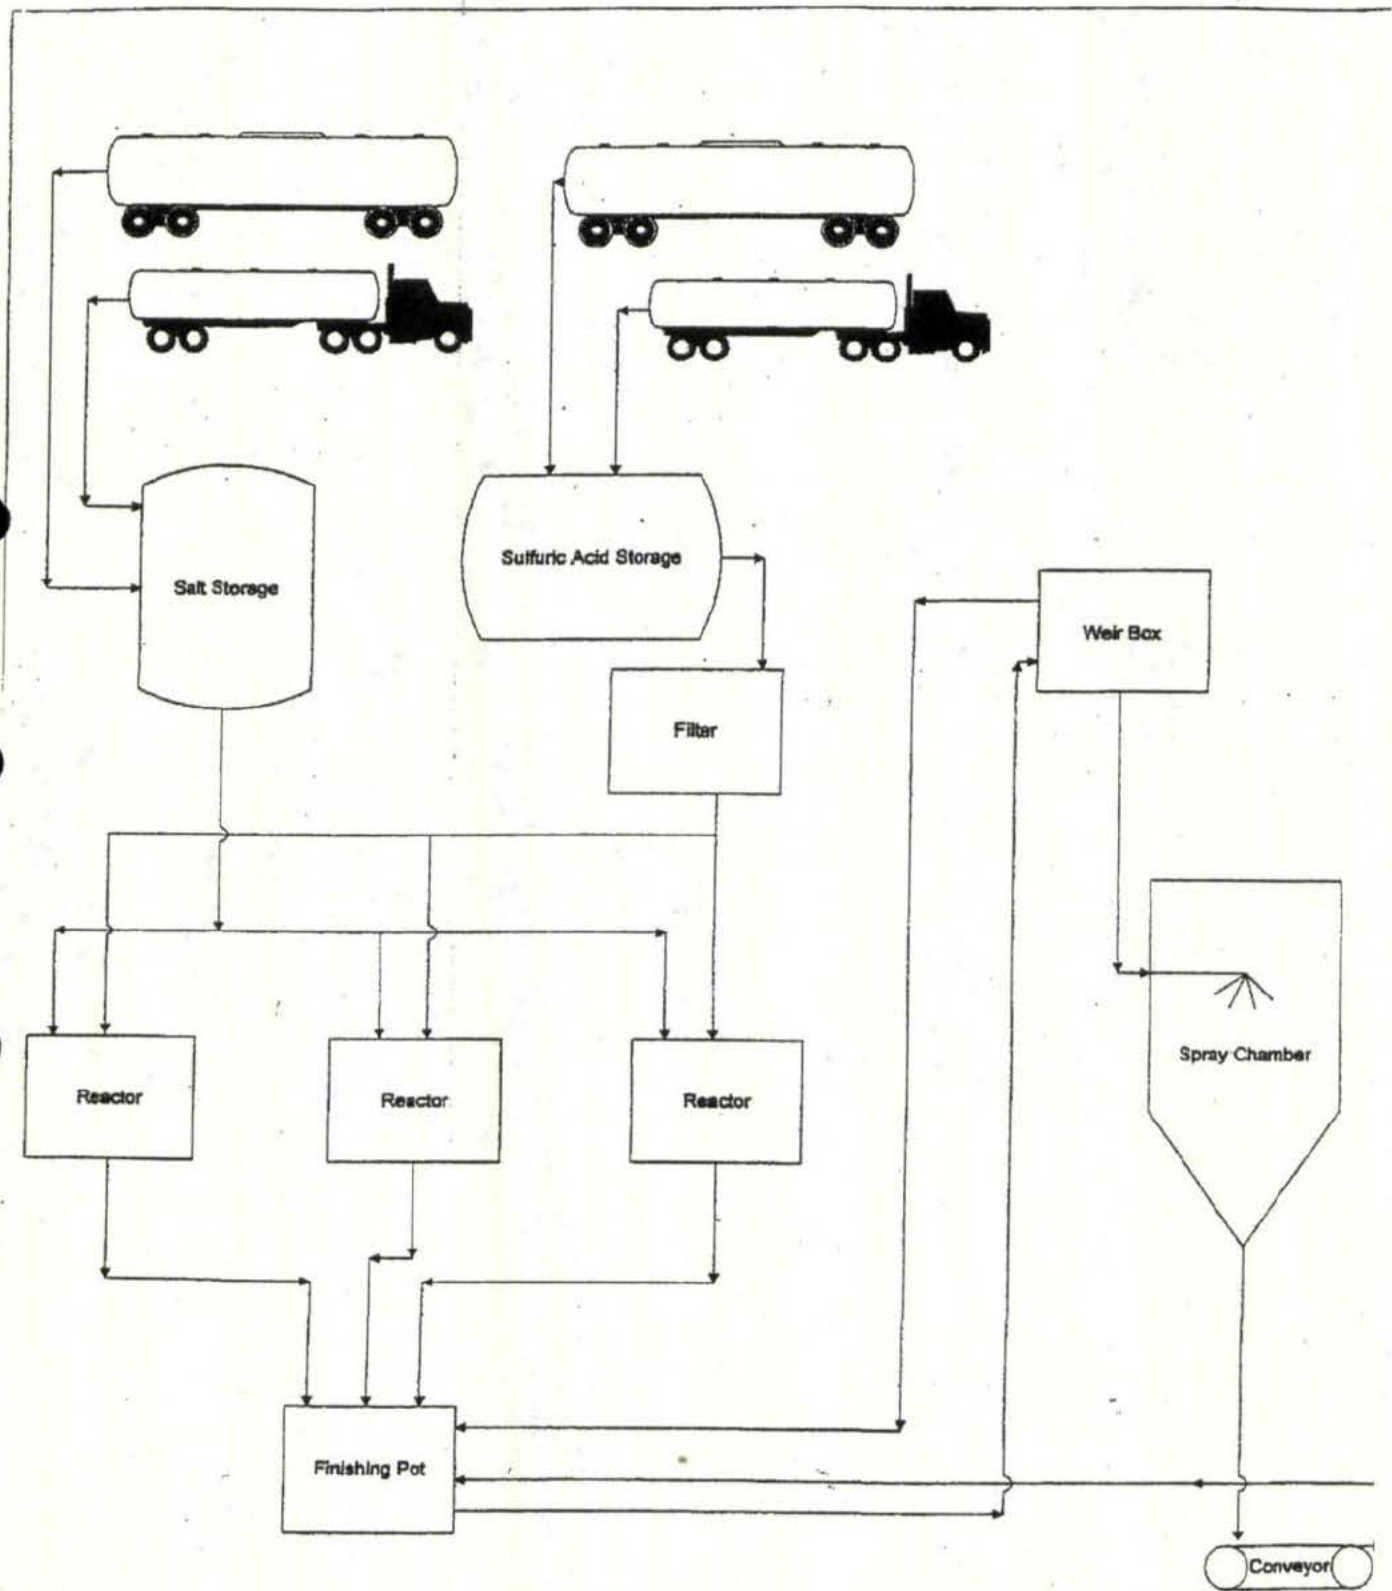 Salt Storage
Sulfuric Acid Storage
Weir Box
Filter
Spray Chamber
Reactor
Reactor
Reactor
Finishing Pot
Conveyor